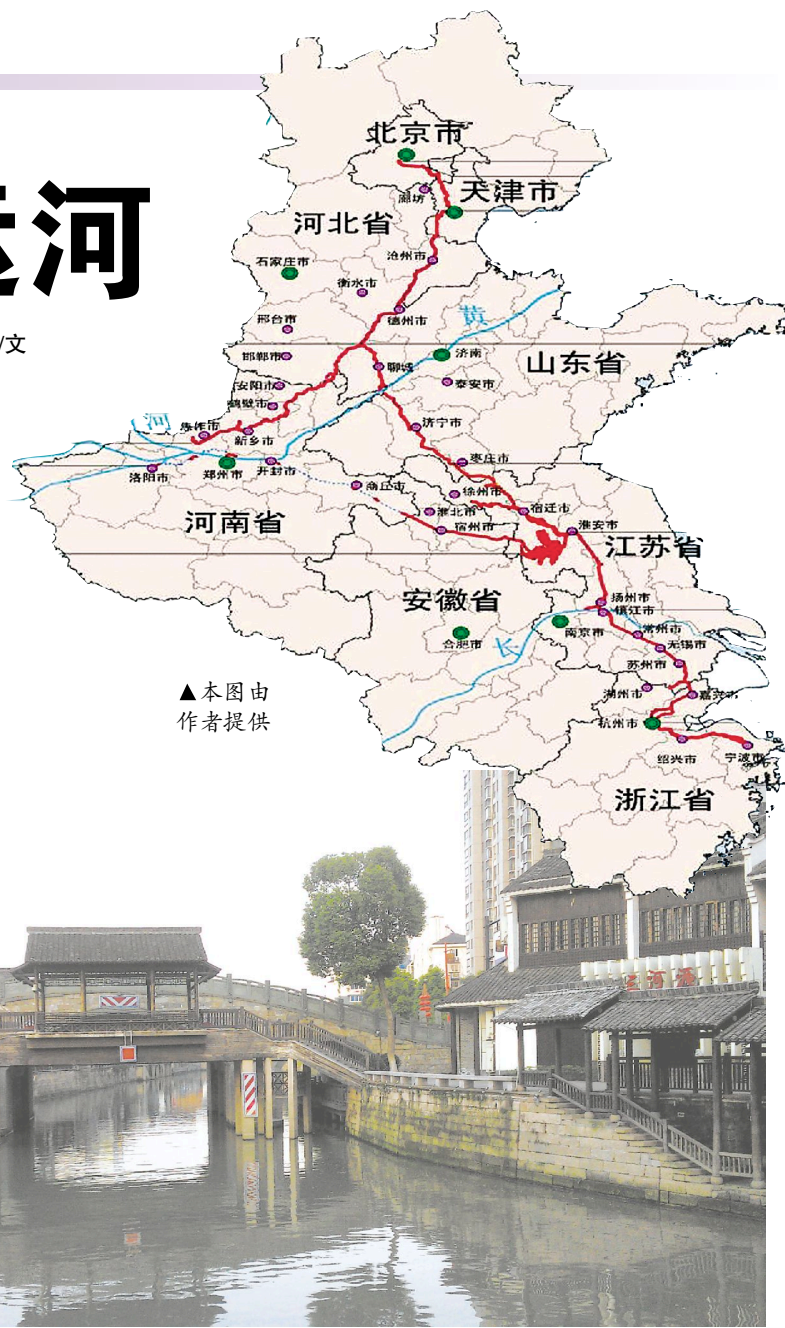 运河
/文
北京市
天津市
廊坊
河北省
石家庄市
沧州市
衡水市
德州市
黄
邢台市
邯郸市
聊城
济南
山东省
安阳市
泰安市
鹤壁市
河
焦作市
新乡市
济宁市
洛阳市
郑州市
开封市
枣庄市
商丘市
徐州市
淮北市
宿迁市
宿州市
淮安市
河南省
江苏省
安徽省
扬州市
镇江市
南京市
常州市
合肥市
长
无锡市
苏州市
湖州市
嘉兴市
杭州市
绍兴市
宁波市
浙江省
▲本图由
作者提供